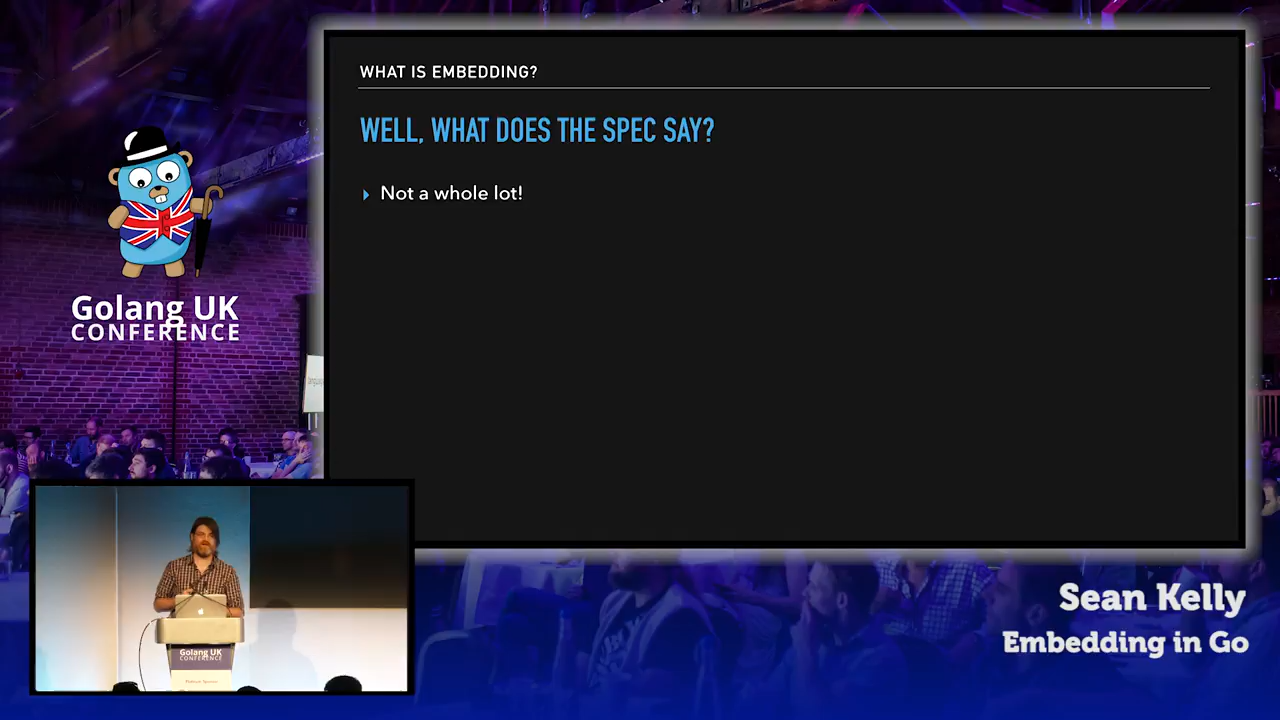 WHAT IS EMBEDDING?
WELL, WHAT DOES THE SPEC SAY?
Not a whole lot!
Golang UK
CONFERENCE
Golang UK
CONFERENCE
Sean Kelly
Embedding in Go